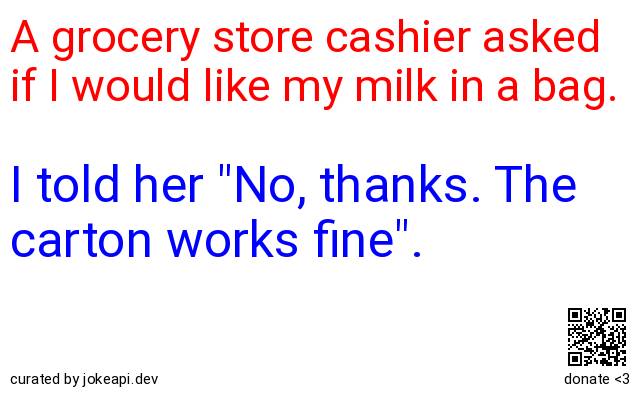 A grocery store cashier asked
if I would like my milk in a bag.
I told her "No, thanks. The
carton works fine".
curated by jokeapi.dev
donate <3